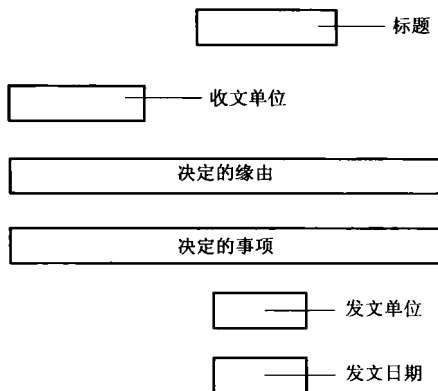 标题
收文单位
决定的缘由
决定的事项
发文单位
发文日期